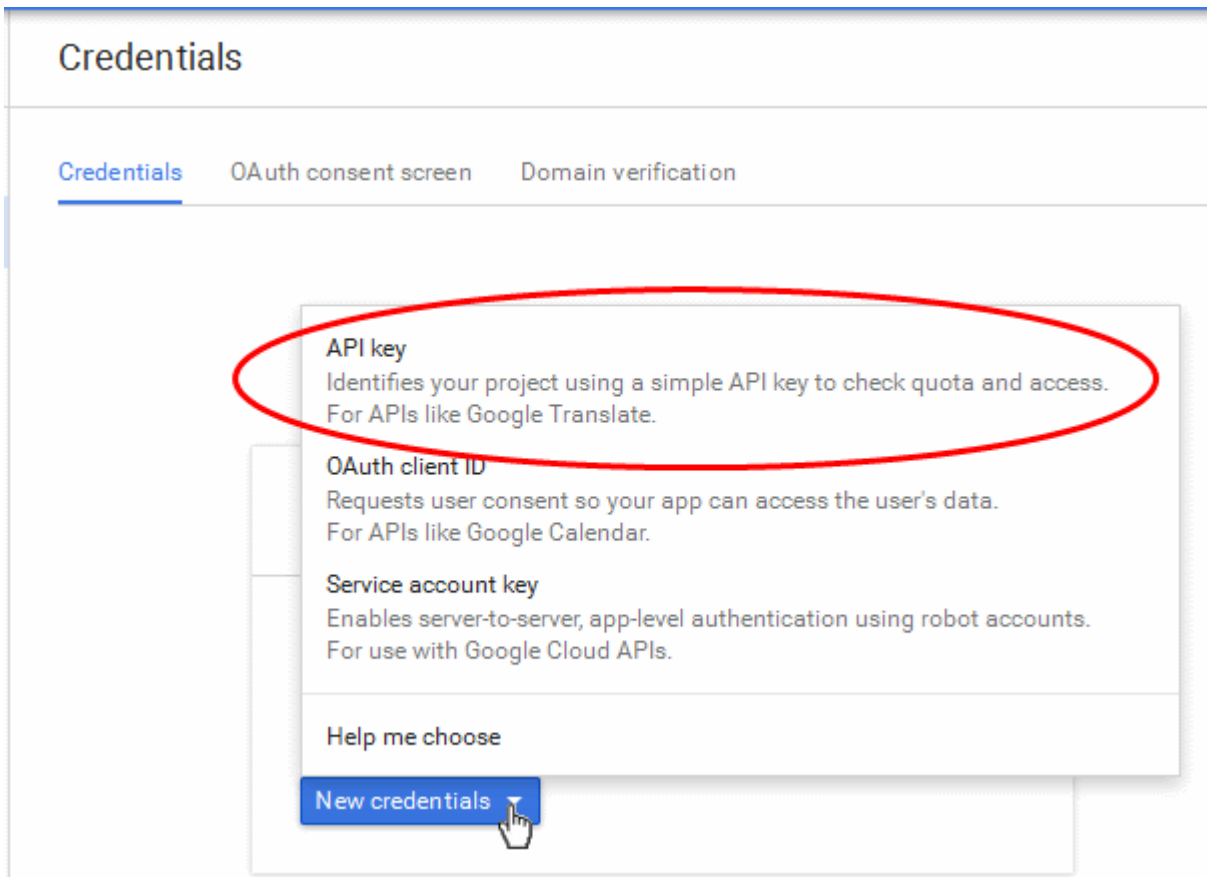 Credentials
Credentials OAuth consent screen Domain verification
API key
Identifies your project using a simple API key to check quota and access.
For APIs like Google Translate.
OAuth client ID
Requests user consent so your app can access the user's data.
For APIs like Google Calendar.
Service account key
Enables server-to-server, app-level authentication using robot accounts.
For use with Google Cloud APIs.
Help me choose
New credentials